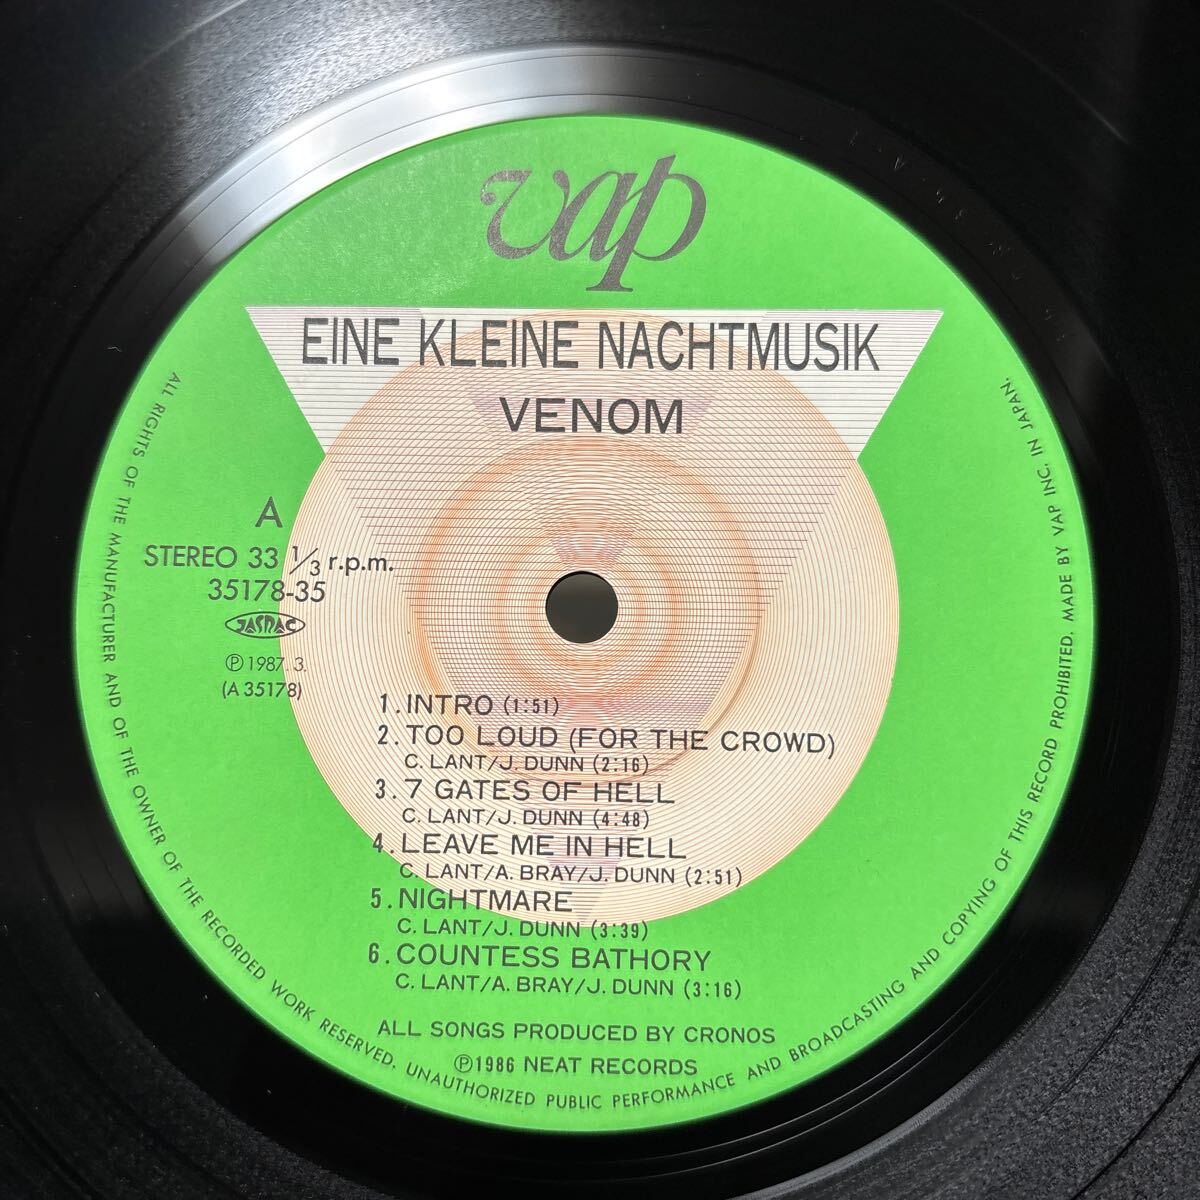 vap
EINE KLEINE NACHTMUSIK
VENOM
A
STEREO 33 1/3 r.p.m.
35178-35
JASRAC
Ⓟ1987.3.
(A 35178)
1.INTRO (1:51)
2.TOO LOUD (FOR THE CROWD)
C. LANT/J. DUNN (2:16)
3.7 GATES OF HELL
C. LANT/J. DUNN (4:48)
4.LEAVE ME IN HELL
C. LANT/A. BRAY/J. DUNN (2:51)
5.NIGHTMARE
C. LANT/J. DUNN (3:39)
6.COUNTESS BATHORY
C. LANT/A. BRAY/J. DUNN (3:16)
ALL SONGS PRODUCED BY CRONOS
Ⓟ1986 NEAT RECORDS
ALL RIGHTS OF THE MANUFACTURER AND OF THE OWNER OF THE RECORDED WORK RESERVED. UNAUTHORIZED PUBLIC PERFORMANCE AND BROADCASTING AND COPYING OF THIS RECORD PROHIBITED. MADE BY VAP INC. IN JAPAN.